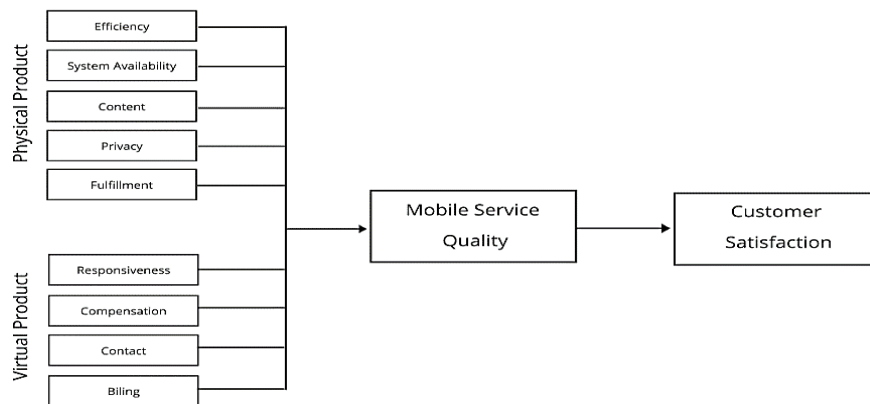 Physical Product
Efficiency
System Availability
Content
Privacy
Fulfillment
Virtual Product
Responsiveness
Compensation
Contact
Biling
Mobile Service
Quality
Customer
Satisfaction